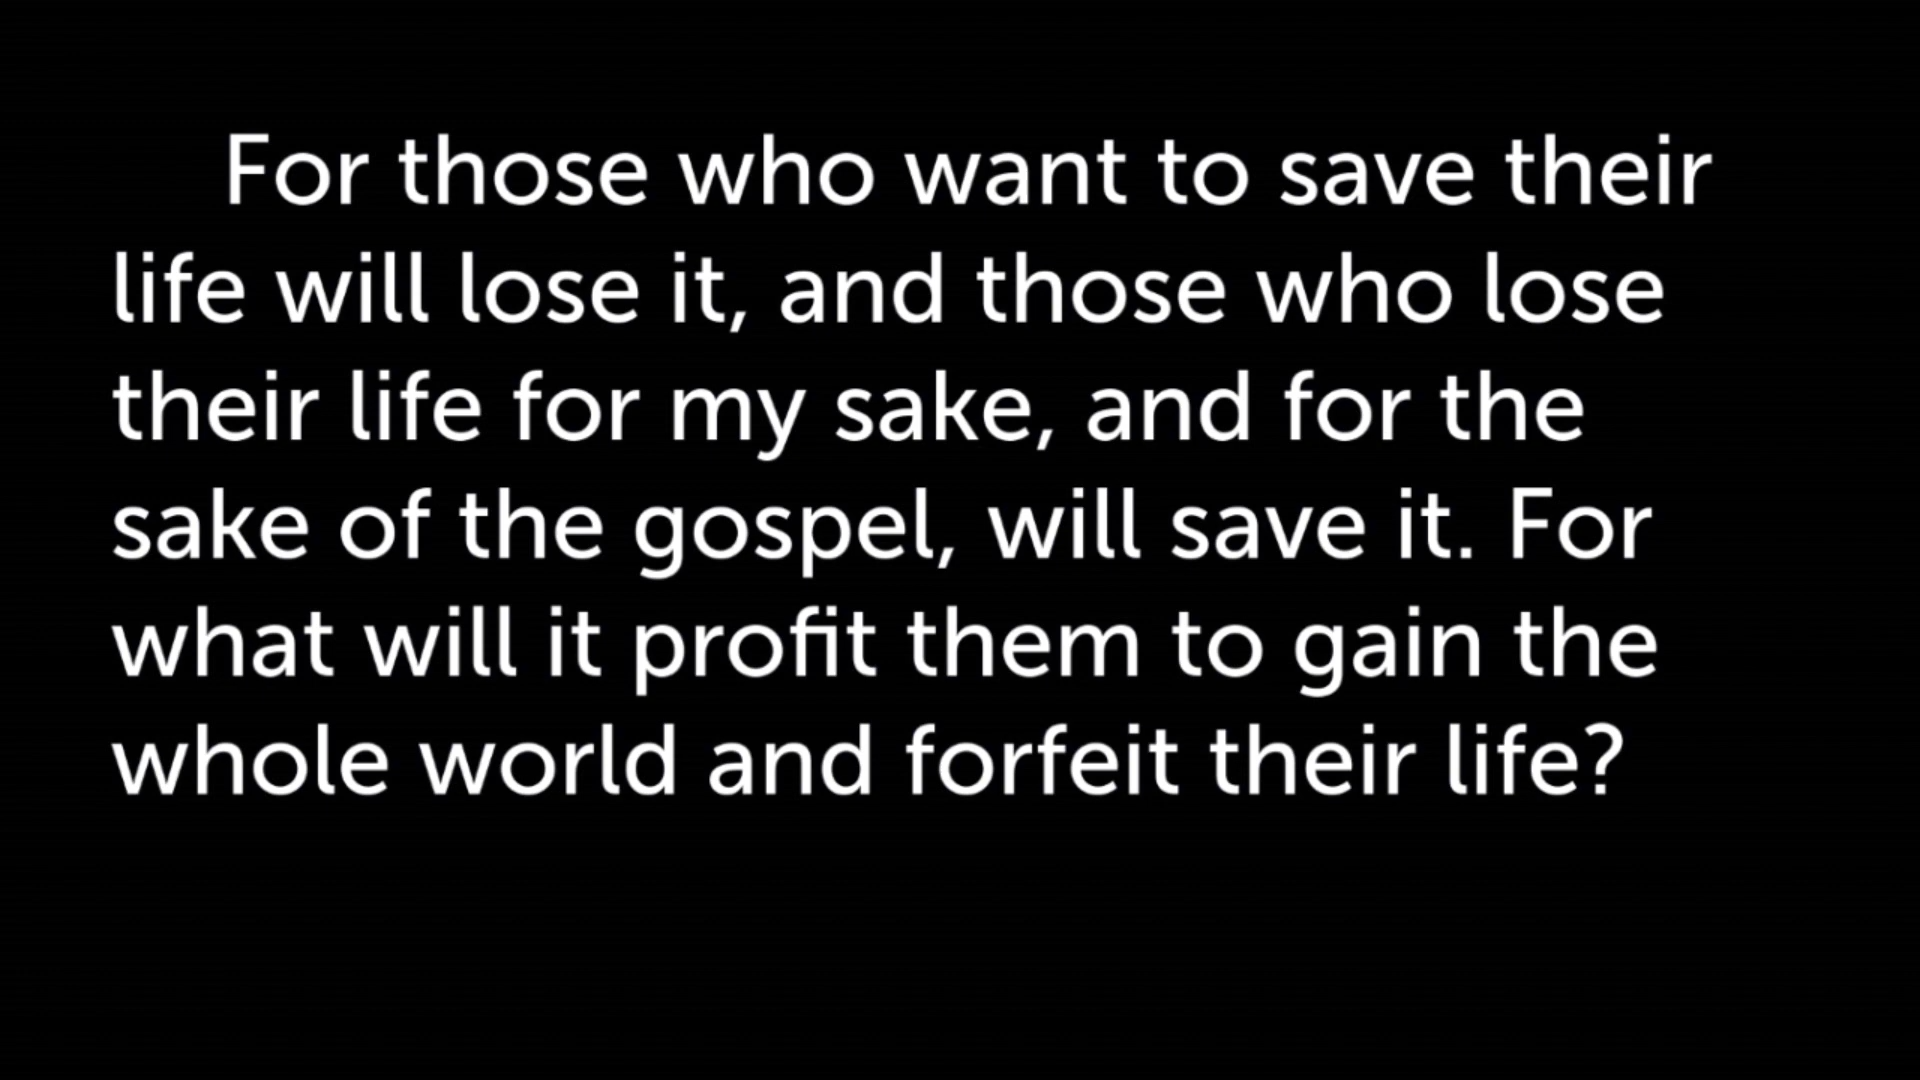 For those who want to save their
life will lose it, and those who lose
their life for my sake, and for the
sake of the gospel, will save it. For
what will it profit them to gain the
whole world and forfeit their life?